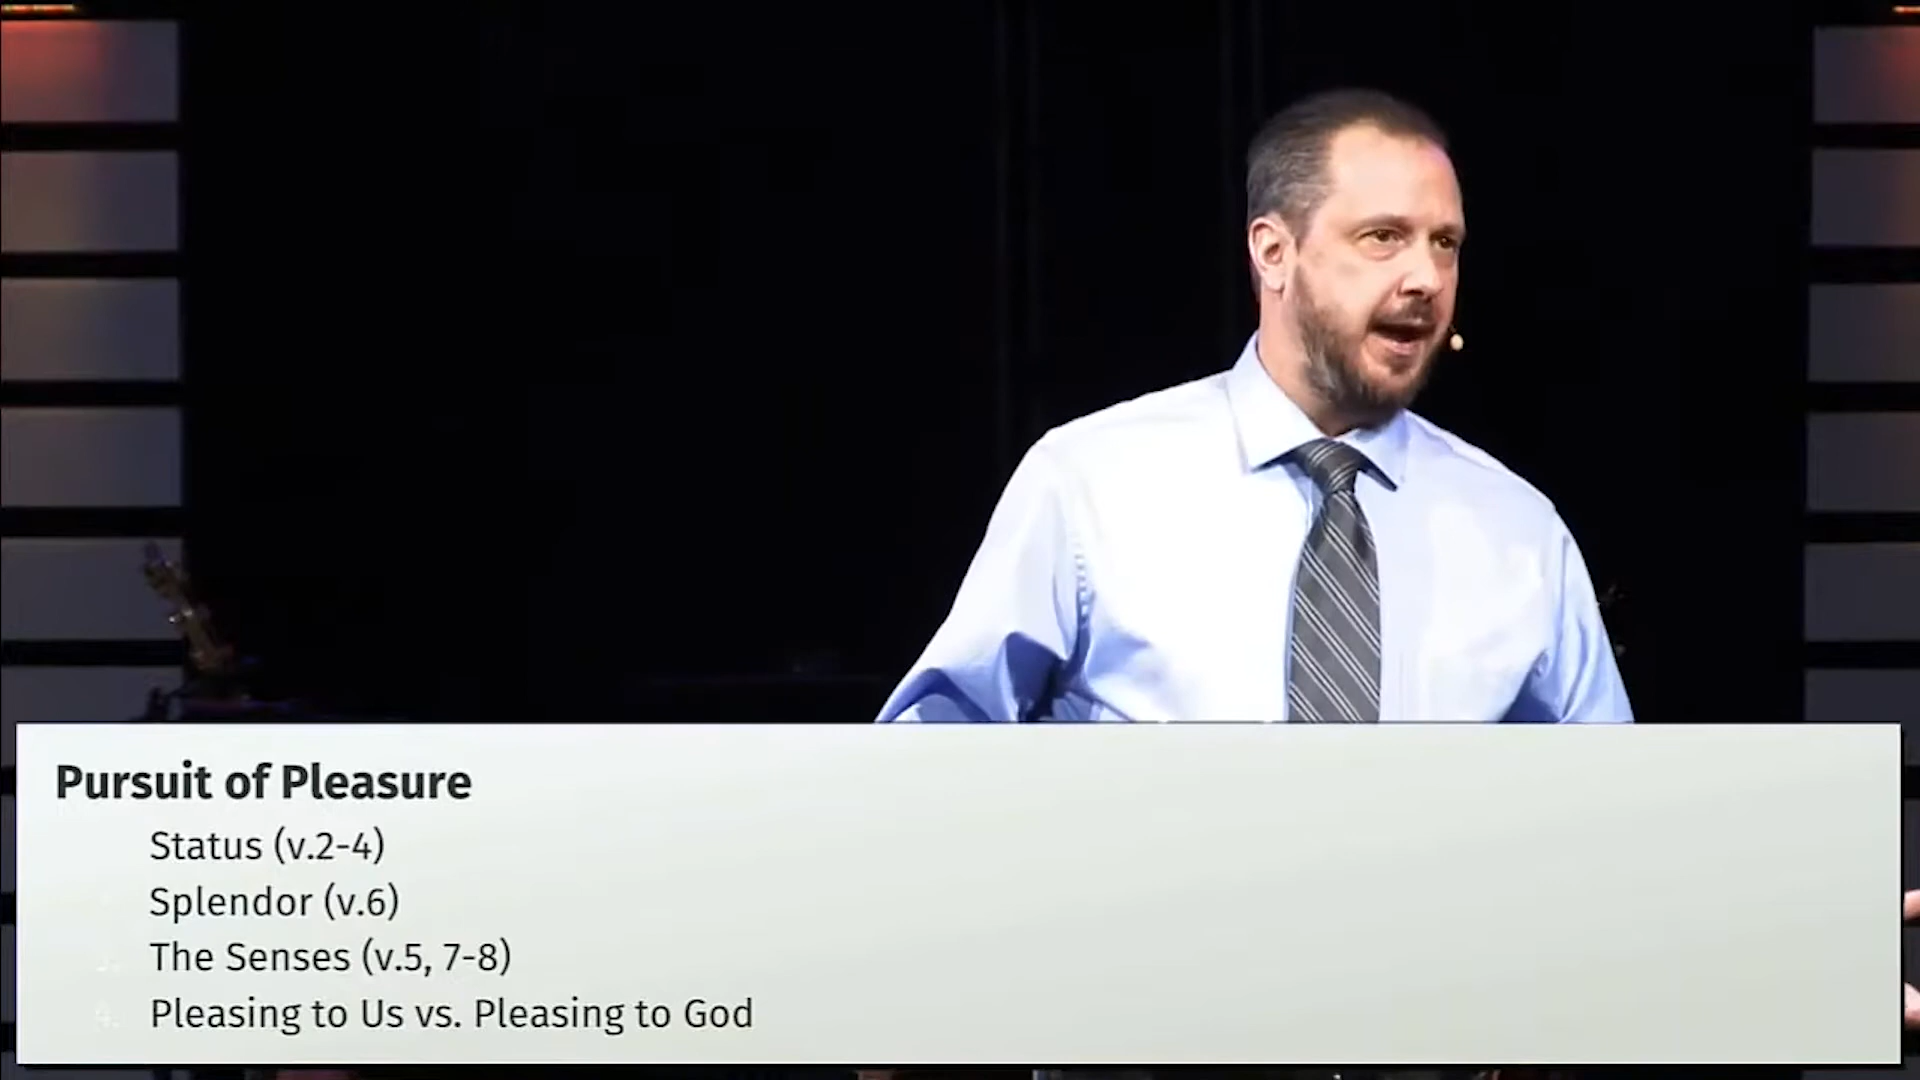 Pursuit of Pleasure
Status (v.2-4)
Splendor (v.6)
The Senses (v.5, 7-8)
Pleasing to Us vs. Pleasing to God